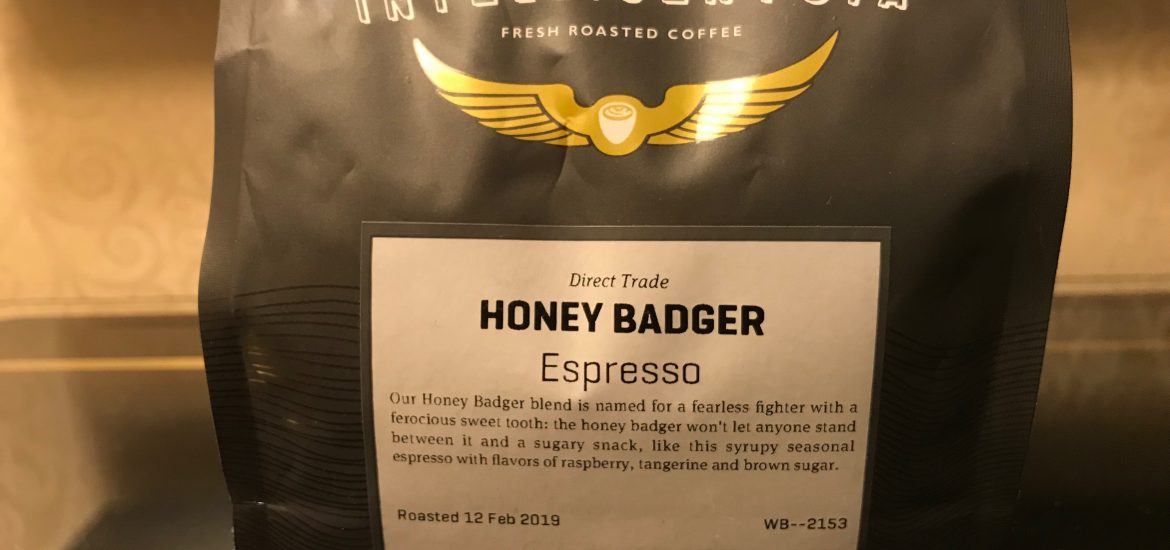 FRESH ROASTED COFFEE
Direct Trade
HONEY BADGER
Espresso
Our Honey Badger blend is named for a fearless fighter with a
ferocious sweet tooth: the honey badger won't let anyone stand
between it and a sugary snack, like this syrupy seasonal
espresso with flavors of raspberry, tangerine and brown sugar.
Roasted 12 Feb 2019
WB--2153